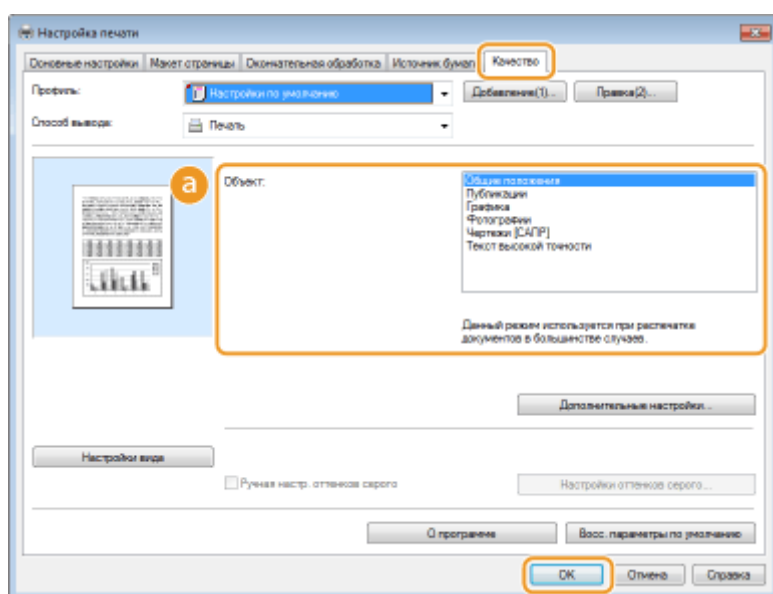 Настройка печати
Основные настройки Макет страницы Окончательная обработка Источник бумаг Качество
Профиль: Настройки по умолчанию Добавление(1)... Правка(2)...
Способ вывода: Печать
a
Объект: Общие положения
Публикации
Графика
Фотографии
Чертежи [САПР]
Текст высокой точности
Данный режим используется при распечатке
документов в большинстве случаев.
Дополнительные настройки...
Настройки вида
Ручная настр. оттенков серого Настройки оттенков серого...
О программе Восс. параметры по умолчанию
OK Отмена Справка